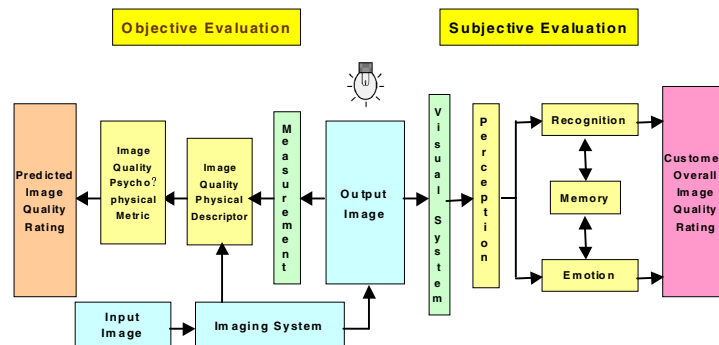 Objective Evaluation
Subjective Evaluation
Predicted
Image
Quality
Rating
Image
Quality
Psycho?
physical
Metric
Image
Quality
Physical
Descriptor
Measurement
Output
Image
Visual System
Perception
Recognition
Memory
Emotion
Custome
Overall
Image
Quality
Rating
Input
Image
Imaging System